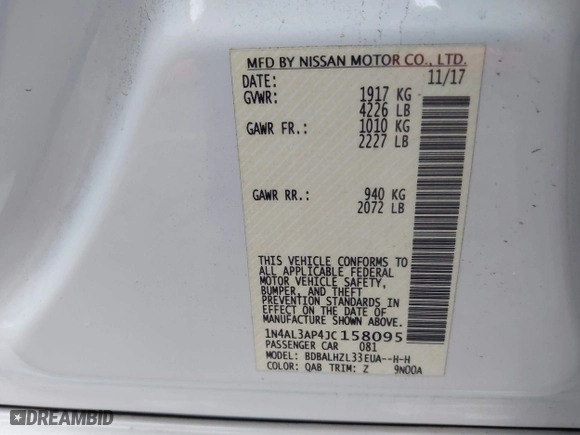 MFD BY NISSAN MOTOR CO., LTD.
DATE: 11/17
GVWR: 1917 KG
4226 LB
GAWR FR.: 1010 KG
2227 LB
GAWR RR.: 940 KG
2072 LB
THIS VEHICLE CONFORMS TO
ALL APPLICABLE FEDERAL
MOTOR VEHICLE SAFETY,
BUMPER, AND THEFT
PREVENTION STANDARDS IN
EFFECT ON THE DATE OF
MANUFACTURE SHOWN ABOVE.
1N4AL3AP4JC158095
PASSENGER CAR 081
MODEL: BDBALHZL33EUA--H-H
COLOR: QAB TRIM: Z 9N00A
DREAMBID